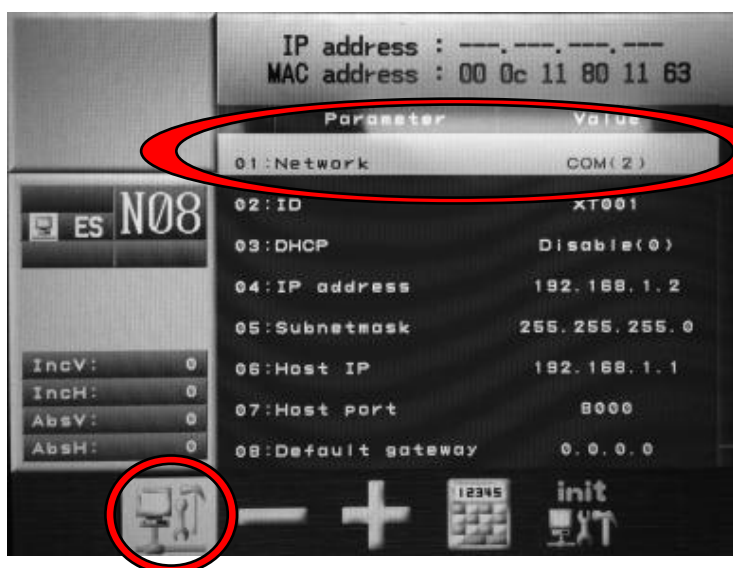 IP address : ---.---.---.---
MAC address : 00 0c 11 80 11 63
Parameter Value
01:Network COM(2)
ES N08
02:ID XT001
03:DHCP Disable(0)
04:IP address 192.168.1.2
05:Subnetmask 255.255.255.0
IncV: 0
06:Host IP 192.168.1.1
IncH: 0
07:Host port 8000
AbsV: 0
AbsH: 0
08:Default gateway 0.0.0.0
12345
init